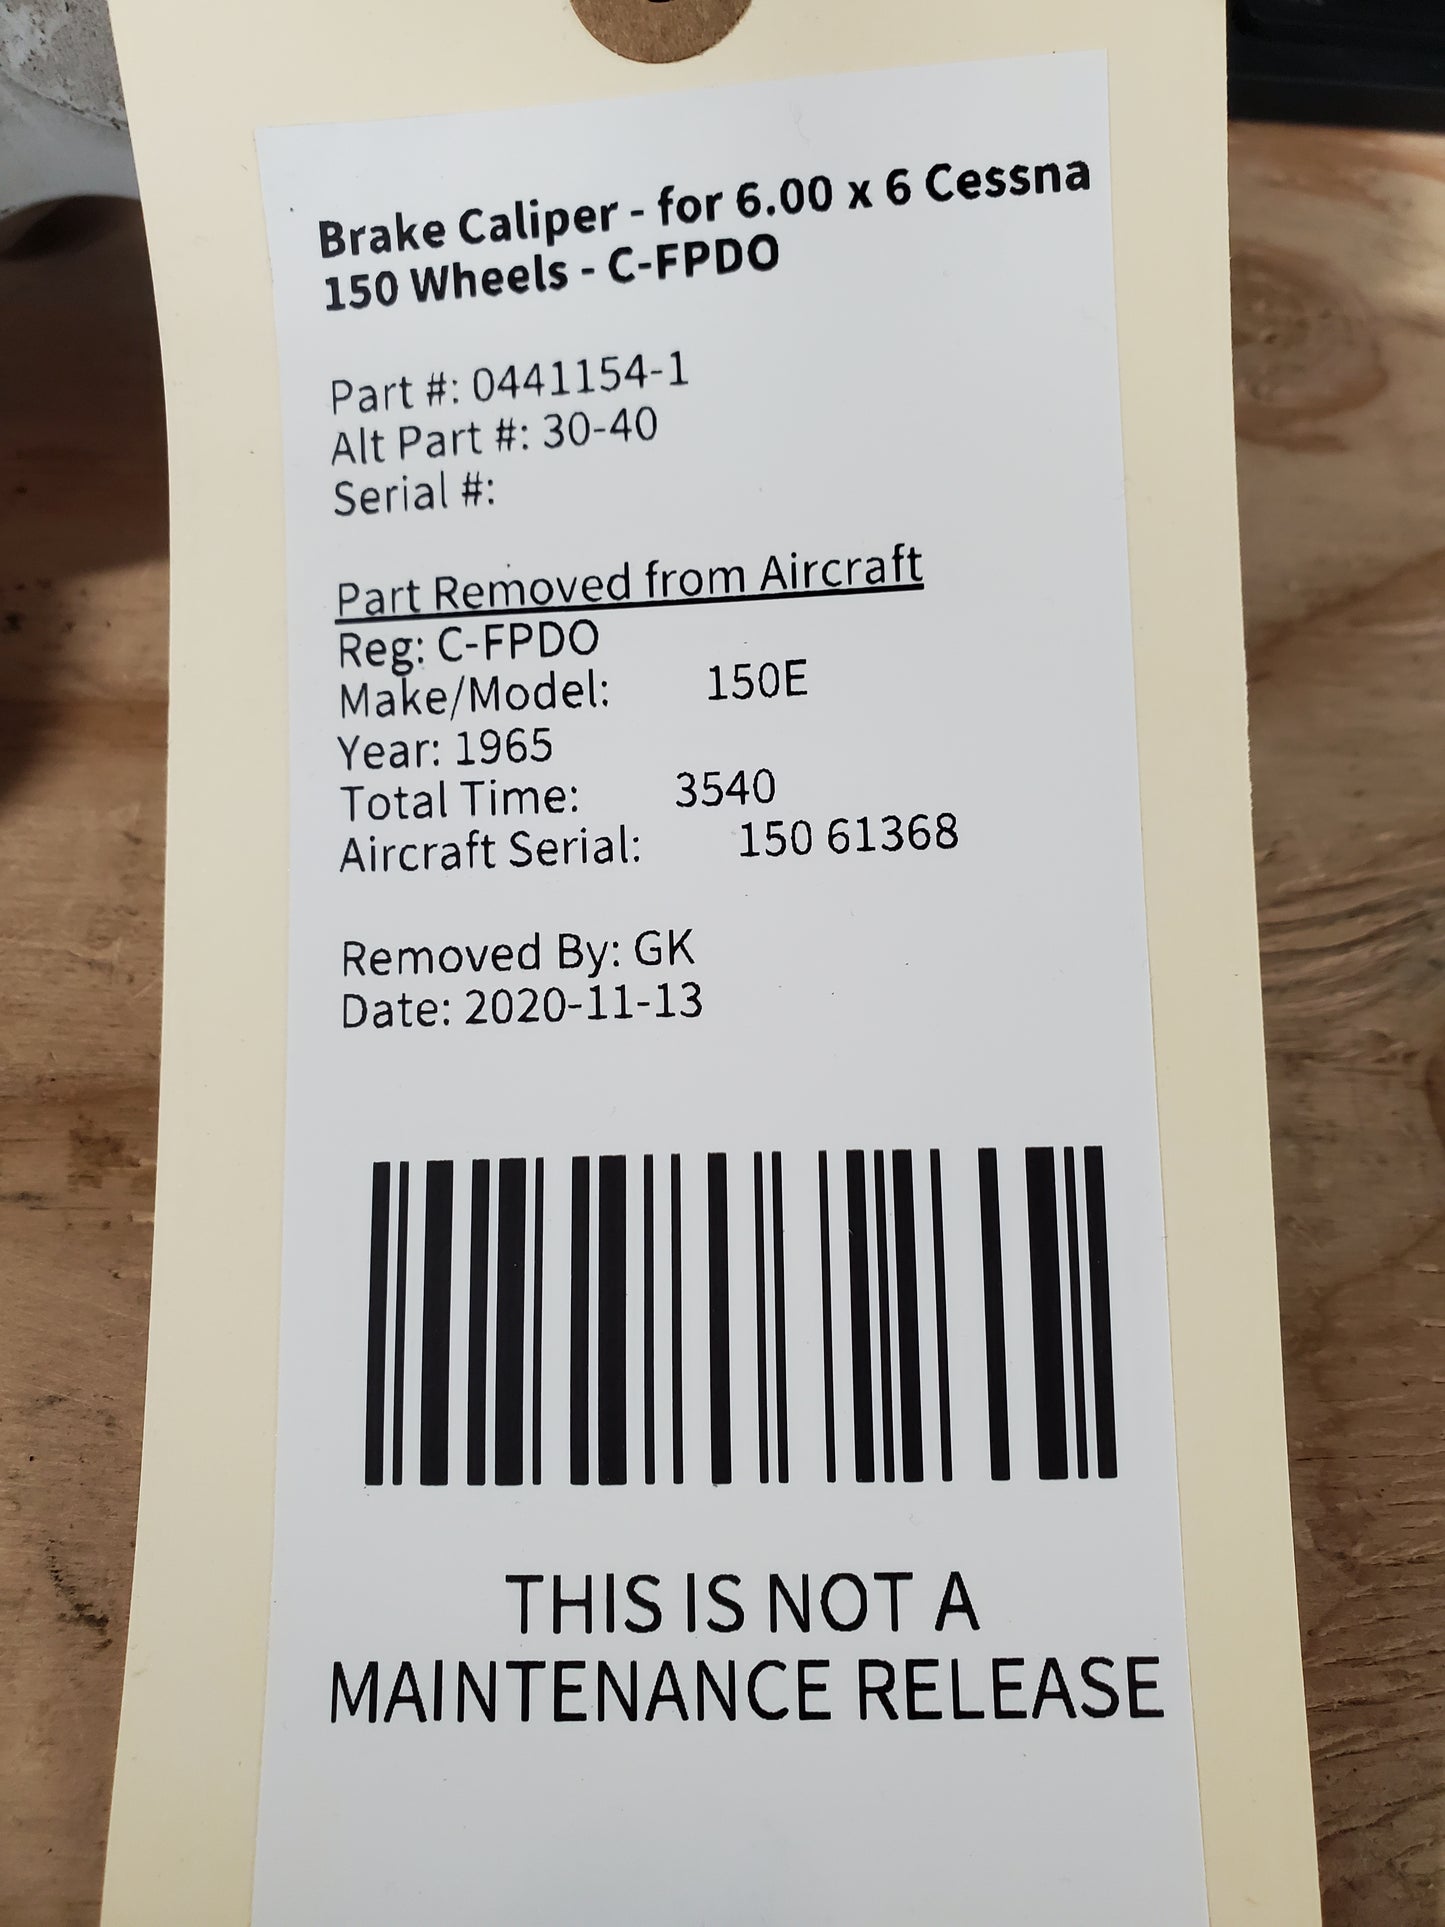 Brake Caliper - for 6.00 x 6 Cessna
150 Wheels - C-FPDO
Part #: 0441154-1
Alt Part #: 30-40
Serial #:
Part Removed from Aircraft
Reg: C-FPDO
Make/Model: 150E
Year: 1965
Total Time: 3540
Aircraft Serial: 150 61368
Removed By: GK
Date: 2020-11-13
THIS IS NOT A
MAINTENANCE RELEASE